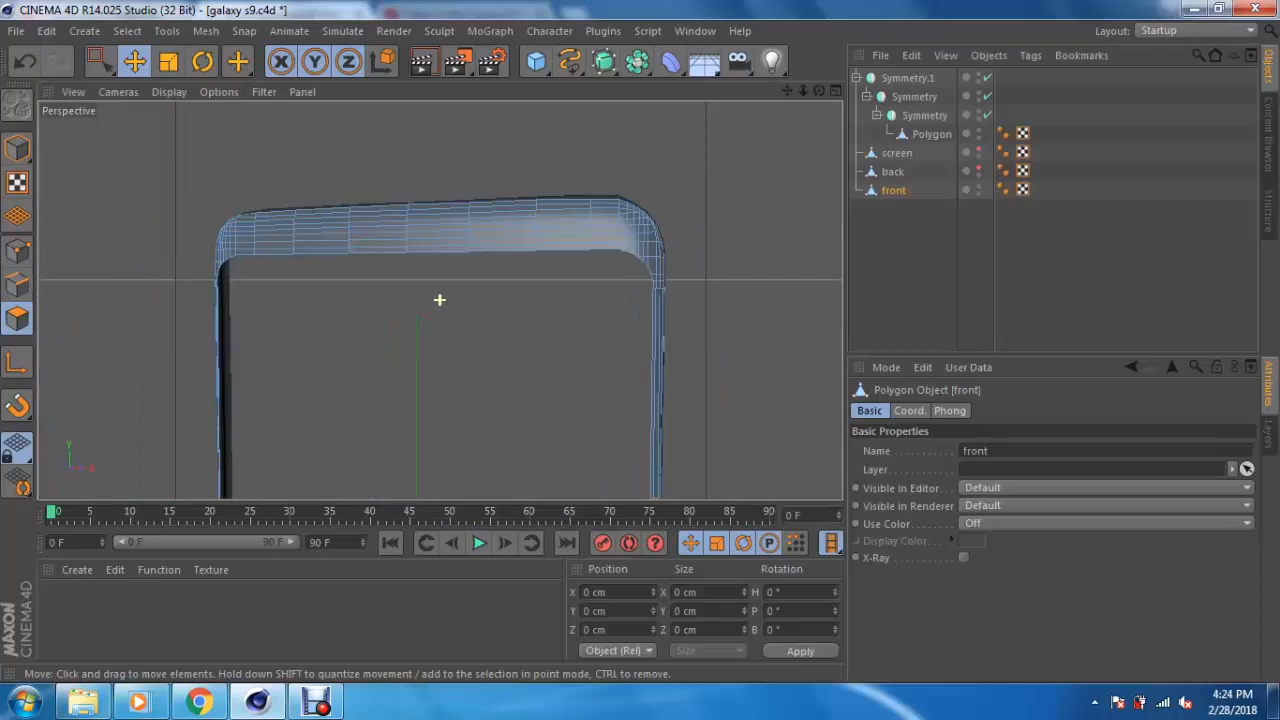 CINEMA 4D R14.025 Studio (32 Bit) - [galaxy s9.c4d *]
File Edit Create Select Tools Mesh Snap Animate Simulate Render Sculpt MoGraph Character Plugins Script Window Help Layout: Startup
View Cameras Display Options Filter Panel
Perspective
Y
File Edit View Objects Tags Bookmarks
Symmetry.1
Symmetry
Symmetry
Polygon
screen
back
front
Objects
Content Browser
Structure
Mode Edit User Data
Polygon Object [front]
Basic Coord. Phong
Basic Properties
Name front
Layer
Visible in Editor Default
Visible in Renderer Default
Use Color Off
Display Color
X-Ray
Attributes
Layers
0 5 10 15 20 25 30 35 40 45 50 55 60 65 70 75 80 85 90 0 F
0 F 0 F 90 F 90 F
Create Edit Function Texture
Position Size Rotation
X 0 cm X 0 cm H 0 °
Y 0 cm Y 0 cm P 0 °
Z 0 cm Z 0 cm B 0 °
Object (Rel) Size Apply
MAXON
CINEMA 4D
Move: Click and drag to move elements. Hold down SHIFT to quantize movement / add to the selection in point mode, CTRL to remove.
4:24 PM
2/28/2018